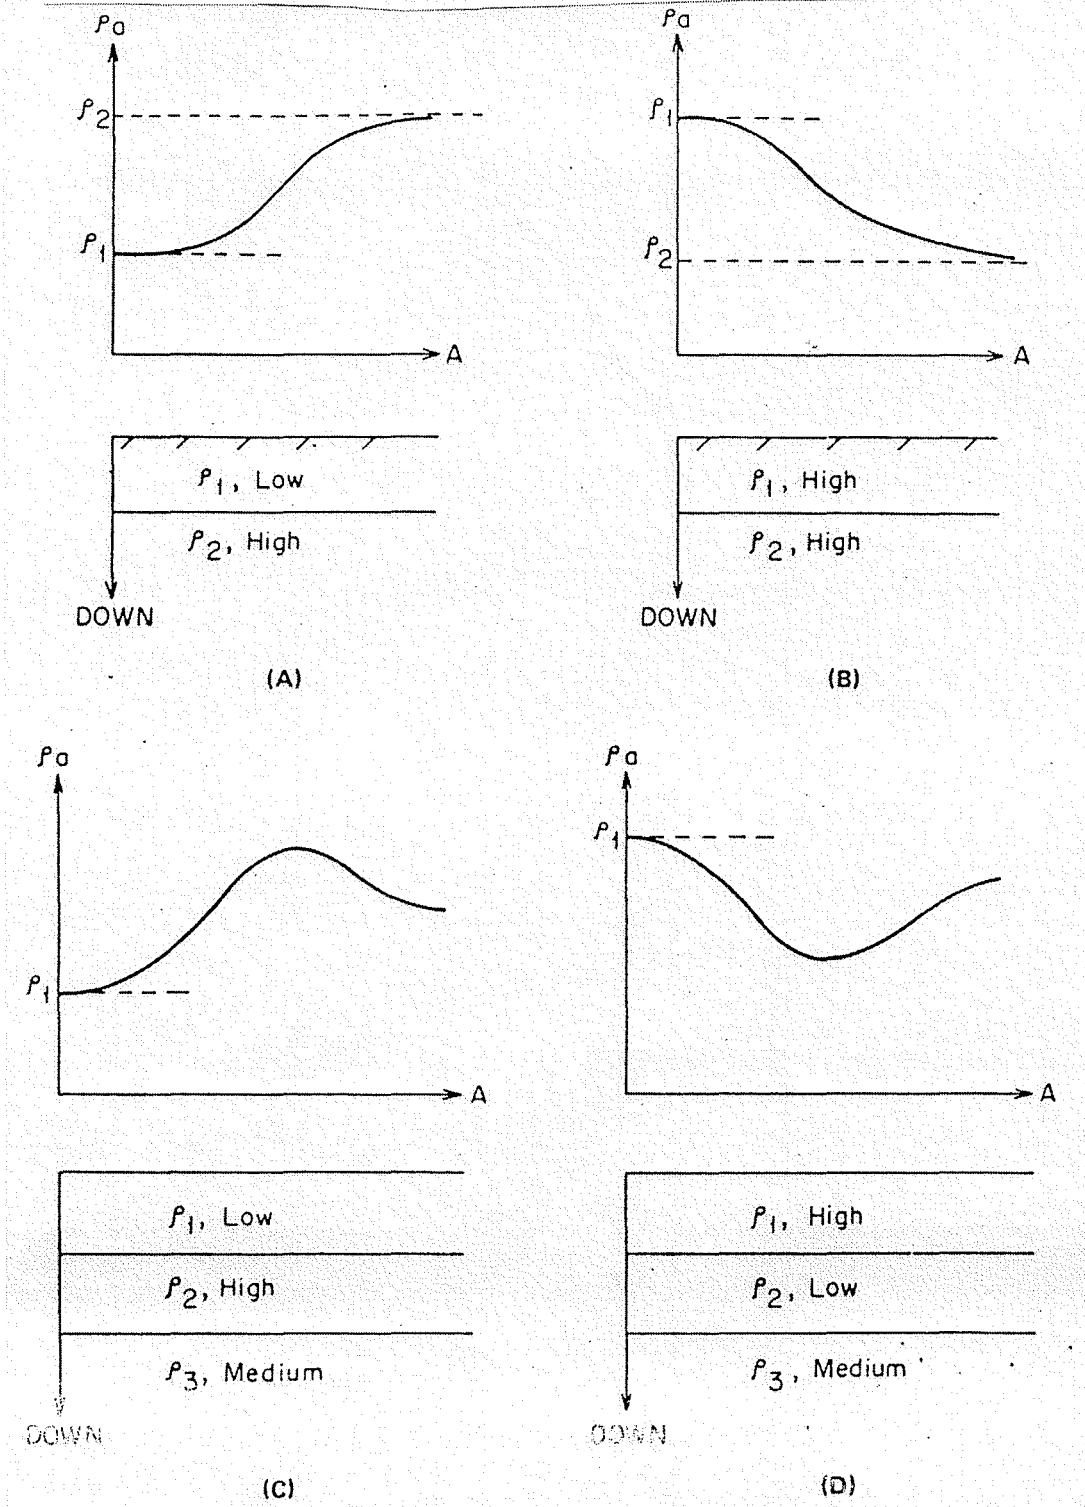 ρa
ρ2
ρ1
A
ρ1, Low
ρ2, High
DOWN
(A)
ρa
ρ1
ρ2
A
ρ1, High
ρ2, High
DOWN
(B)
ρa
ρ1
A
ρ1, Low
ρ2, High
ρ3, Medium
DOWN
(C)
ρa
ρ1
A
ρ1, High
ρ2, Low
ρ3, Medium
DOWN
(D)